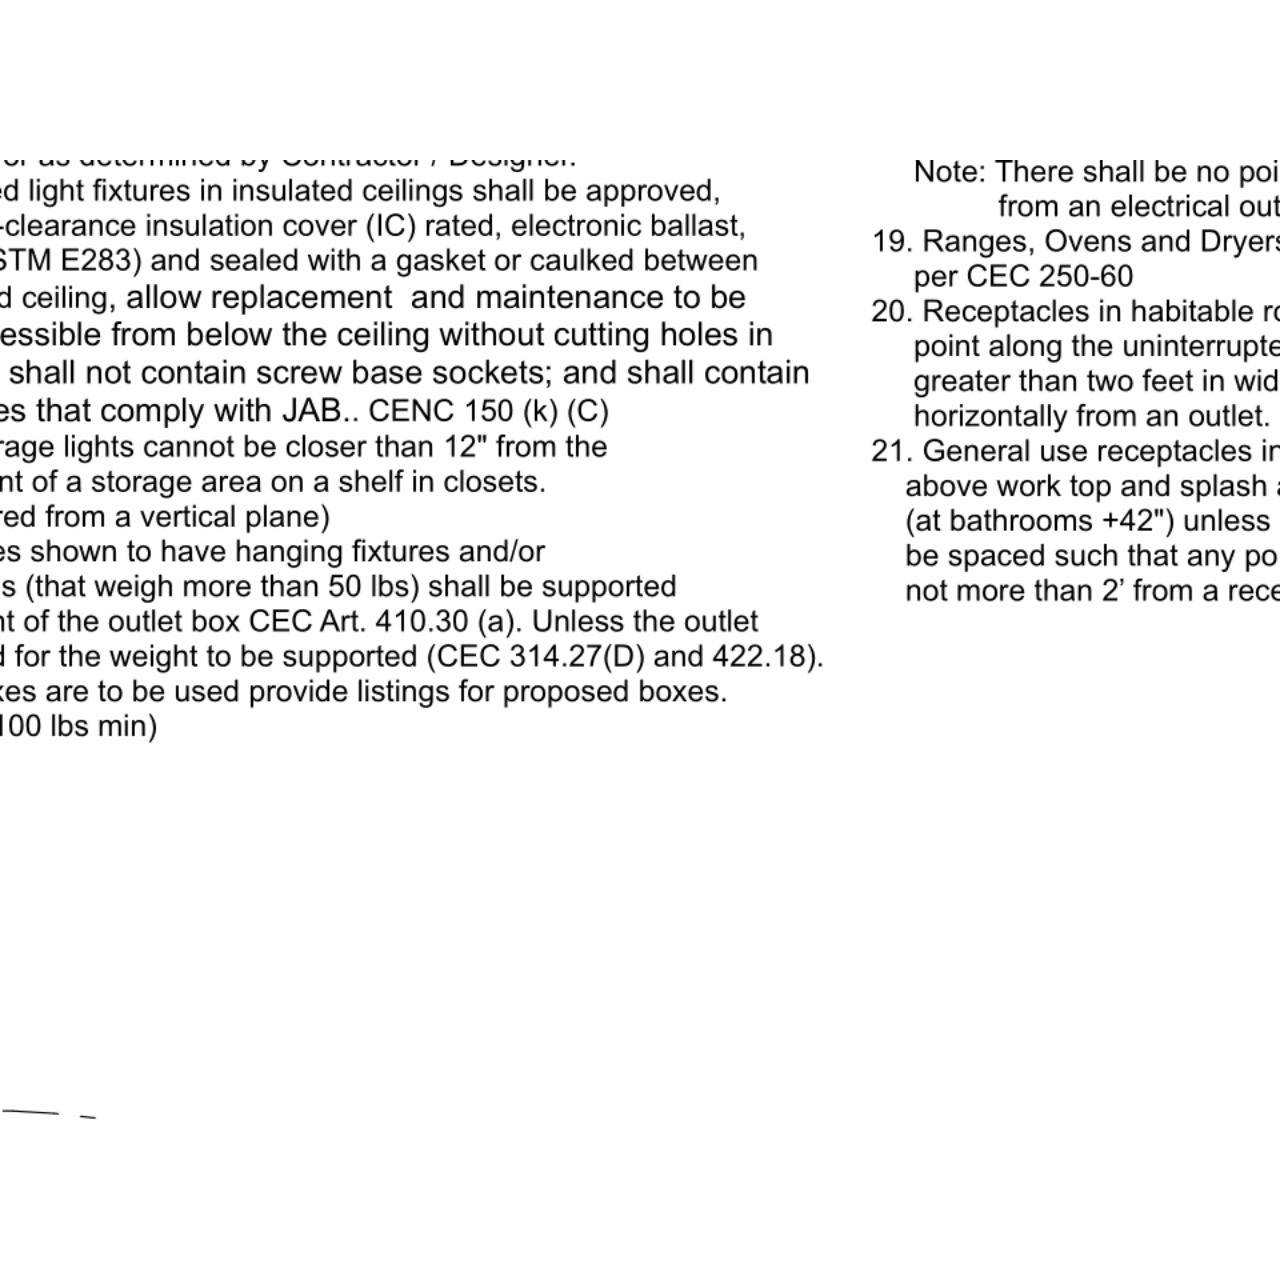 or as determined by Contractor / Designer.
ed light fixtures in insulated ceilings shall be approved,
-clearance insulation cover (IC) rated, electronic ballast,
STM E283) and sealed with a gasket or caulked between
d ceiling, allow replacement and maintenance to be
essible from below the ceiling without cutting holes in
shall not contain screw base sockets; and shall contain
es that comply with JAB.. CENC 150 (k) (C)
rage lights cannot be closer than 12" from the
nt of a storage area on a shelf in closets.
red from a vertical plane)
es shown to have hanging fixtures and/or
s (that weigh more than 50 lbs) shall be supported
nt of the outlet box CEC Art. 410.30 (a). Unless the outlet
d for the weight to be supported (CEC 314.27(D) and 422.18).
xes are to be used provide listings for proposed boxes.
100 lbs min)
Note: There shall be no poi
from an electrical out
19. Ranges, Ovens and Dryers
per CEC 250-60
20. Receptacles in habitable ro
point along the uninterrupte
greater than two feet in wid
horizontally from an outlet.
21. General use receptacles in
above work top and splash a
(at bathrooms +42") unless
be spaced such that any po
not more than 2’ from a rece